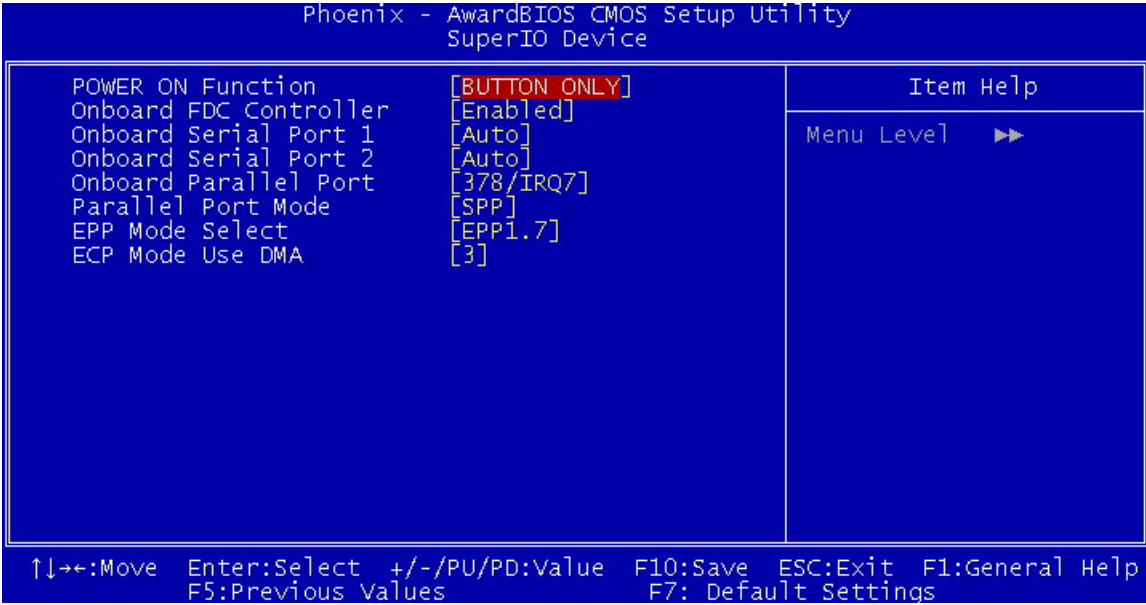 Phoenix - AwardBIOS CMOS Setup Utility
SuperIO Device
POWER ON Function [BUTTON ONLY]
Onboard FDC Controller [Enabled]
Onboard Serial Port 1 [Auto]
Onboard Serial Port 2 [Auto]
Onboard Parallel Port [378/IRQ7]
Parallel Port Mode [SPP]
EPP Mode Select [EPP1.7]
ECP Mode Use DMA [3]
Item Help
Menu Level ▶▶
↑↓→←:Move Enter:Select +/-/PU/PD:Value F10:Save ESC:Exit F1:General Help
F5:Previous Values F7: Default Settings